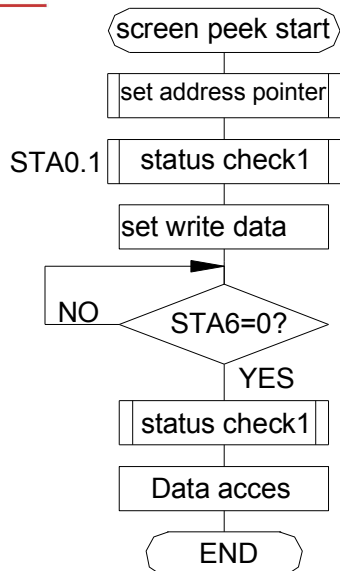 screen peek start
set address pointer
STA0.1
status check1
set write data
NO
STA6=0?
YES
status check1
Data acces
END